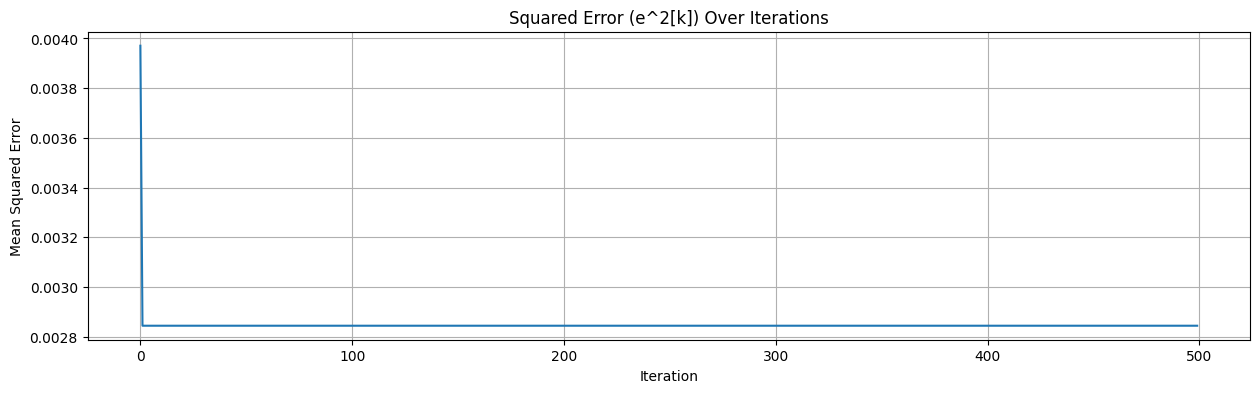 Squared Error (e^2[k]) Over Iterations
0.0040
0.0038
0.0036
0.0034
0.0032
0.0030
0.0028
Mean Squared Error
0 100 200 300 400 500
Iteration